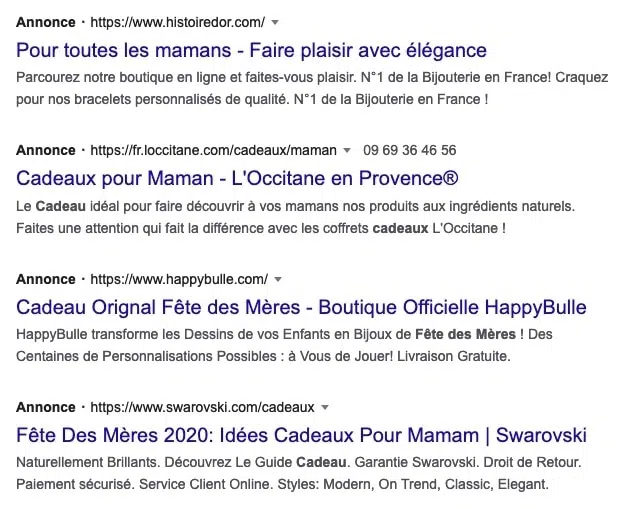 Annonce · https://www.histoiredor.com/
Pour toutes les mamans - Faire plaisir avec élégance
Parcourez notre boutique en ligne et faites-vous plaisir. N°1 de la Bijouterie en France! Craquez
pour nos bracelets personnalisés de qualité. N°1 de la Bijouterie en France !
Annonce · https://fr.loccitane.com/cadeaux/maman 09 69 36 46 56
Cadeaux pour Maman - L'Occitane en Provence®
Le Cadeau idéal pour faire découvrir à vos mamans nos produits aux ingrédients naturels.
Faites une attention qui fait la différence avec les coffrets cadeaux L'Occitane !
Annonce · https://www.happybulle.com/
Cadeau Orignal Fête des Mères - Boutique Officielle HappyBulle
HappyBulle transforme les Dessins de vos Enfants en Bijoux de Fête des Mères ! Des
Centaines de Personnalisations Possibles : à Vous de Jouer! Livraison Gratuite.
Annonce · https://www.swarovski.com/cadeaux
Fête Des Mères 2020: Idées Cadeaux Pour Mamam | Swarovski
Naturellement Brillants. Découvrez Le Guide Cadeau. Garantie Swarovski. Droit de Retour.
Paiement sécurisé. Service Client Online. Styles: Modern, On Trend, Classic, Elegant.